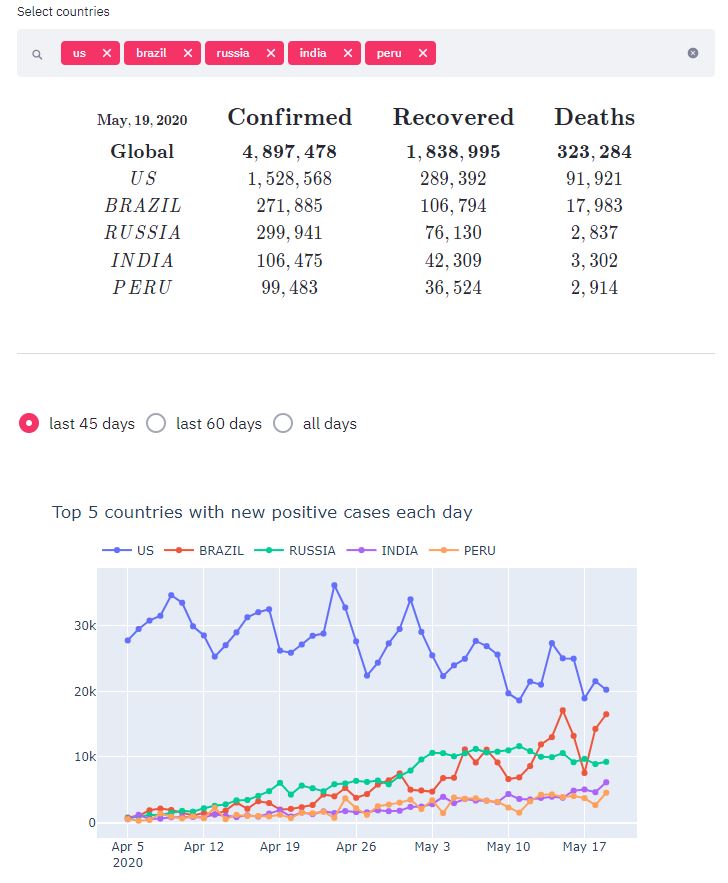 Select countries
us × brazil × russia × india × peru ×
May, 19, 2020 Confirmed Recovered Deaths
Global 4,897,478 1,838,995 323,284
US 1,528,568 289,392 91,921
BRAZIL 271,885 106,794 17,983
RUSSIA 299,941 76,130 2,837
INDIA 106,475 42,309 3,302
PERU 99,483 36,524 2,914
last 45 days last 60 days all days
Top 5 countries with new positive cases each day
US BRAZIL RUSSIA INDIA PERU
30k
20k
10k
0
Apr 5 Apr 12 Apr 19 Apr 26 May 3 May 10 May 17
2020